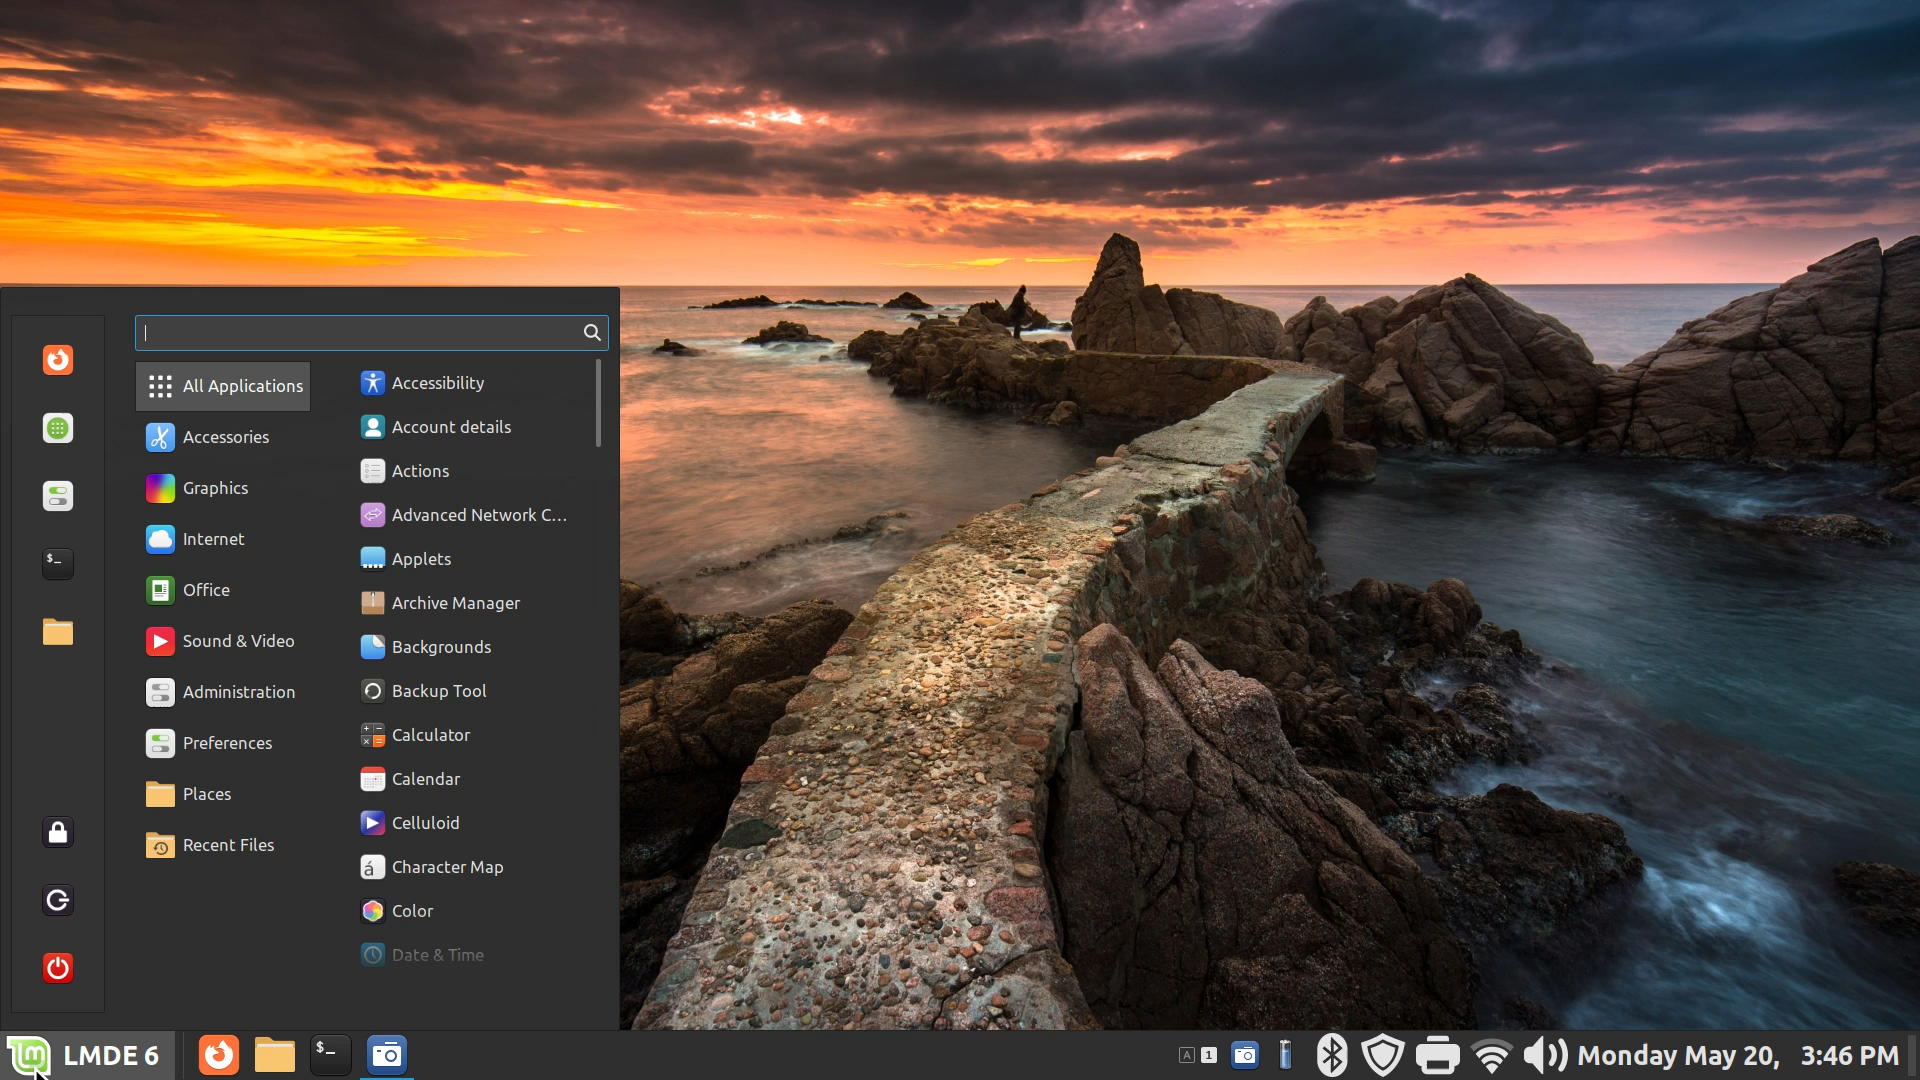 All Applications
Accessories
Graphics
Internet
Office
Sound & Video
Administration
Preferences
Places
Recent Files
Accessibility
Account details
Actions
Advanced Network C...
Applets
Archive Manager
Backgrounds
Backup Tool
Calculator
Calendar
Celluloid
á Character Map
Color
Date & Time
$_
lm LMDE 6
$_
A 1
Monday May 20, 3:46 PM